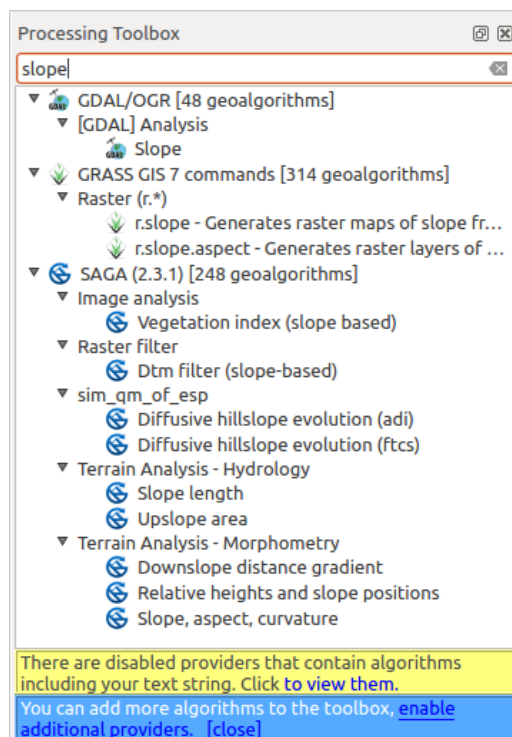 Processing Toolbox
slope
GDAL/OGR [48 geoalgorithms]
[GDAL] Analysis
Slope
GRASS GIS 7 commands [314 geoalgorithms]
Raster (r.*)
r.slope - Generates raster maps of slope fr...
r.slope.aspect - Generates raster layers of ...
SAGA (2.3.1) [248 geoalgorithms]
Image analysis
Vegetation index (slope based)
Raster filter
Dtm filter (slope-based)
sim_qm_of_esp
Diffusive hillslope evolution (adi)
Diffusive hillslope evolution (ftcs)
Terrain Analysis - Hydrology
Slope length
Upslope area
Terrain Analysis - Morphometry
Downslope distance gradient
Relative heights and slope positions
Slope, aspect, curvature
There are disabled providers that contain algorithms
including your text string. Click to view them.
You can add more algorithms to the toolbox, enable
additional providers. [close]